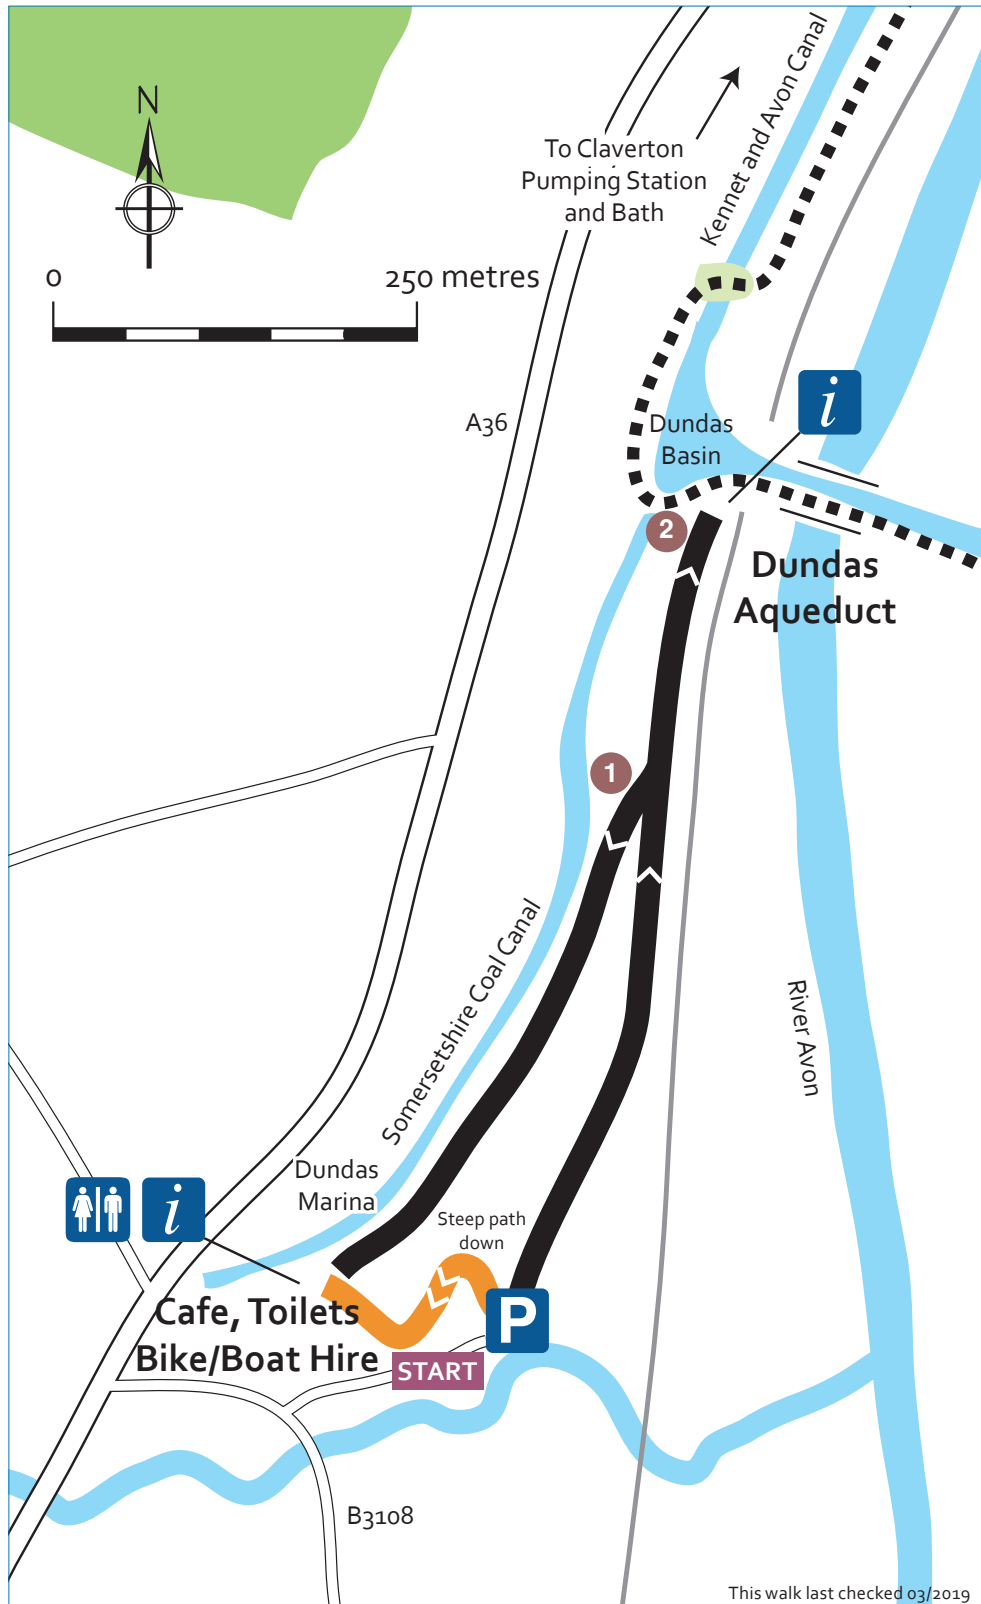 N
0
250 metres
To Claverton
Pumping Station
and Bath
Kennet and Avon Canal
A36
i
Dundas
Basin
2
Dundas
Aqueduct
1
Somersetshire Coal Canal
River Avon
Dundas
Marina
i
Steep path
down
Cafe, Toilets
Bike/Boat Hire
P
START
B3108
This walk last checked 03/2019